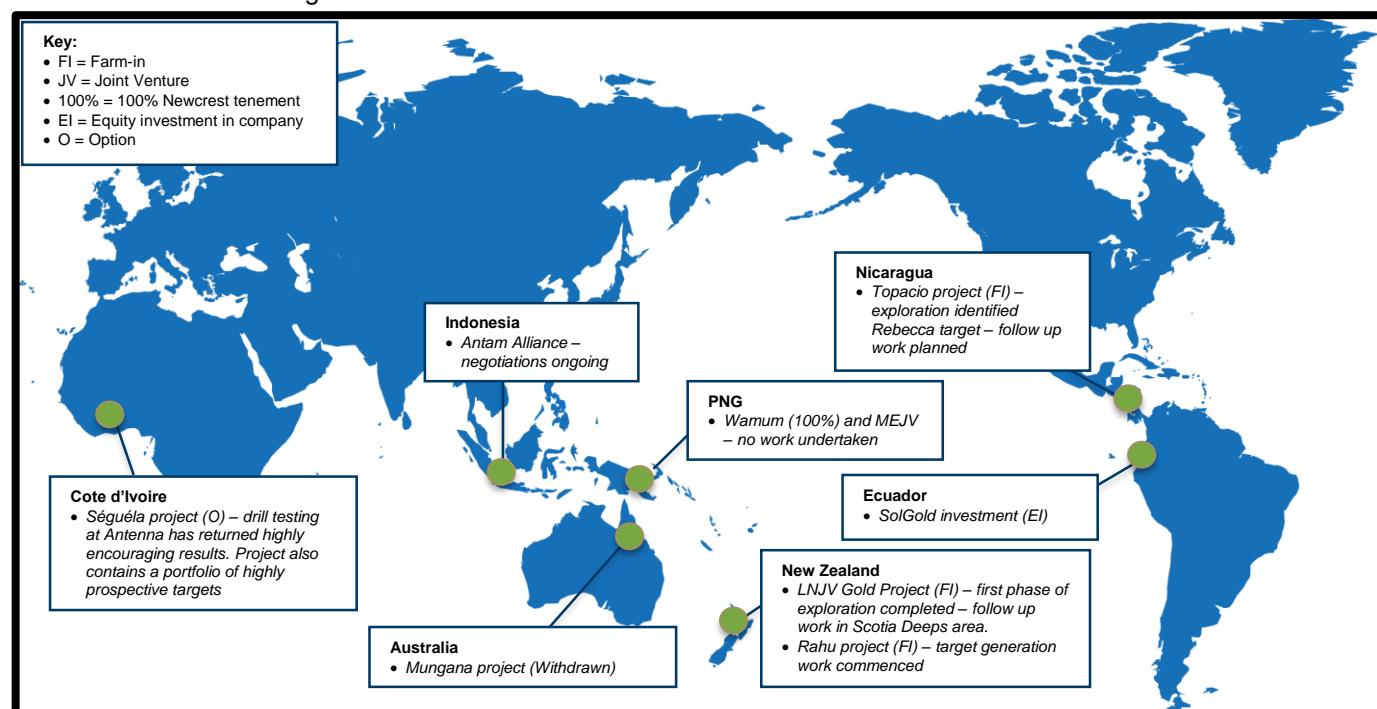 Key:
• FI = Farm-in
• JV = Joint Venture
• 100% = 100% Newcrest tenement
• EI = Equity investment in company
• O = Option
Nicaragua
• Topacio project (FI) –
exploration identified
Rebecca target – follow up
work planned
Indonesia
• Antam Alliance –
negotiations ongoing
PNG
• Wamum (100%) and MEJV
– no work undertaken
Cote d’Ivoire
• Séguéla project (O) – drill testing
at Antenna has returned highly
encouraging results. Project also
contains a portfolio of highly
prospective targets
Ecuador
• SolGold investment (EI)
New Zealand
• LNJV Gold Project (FI) – first phase of
exploration completed – follow up
work in Scotia Deeps area.
• Rahu project (FI) – target generation
work commenced
Australia
• Mungana project (Withdrawn)